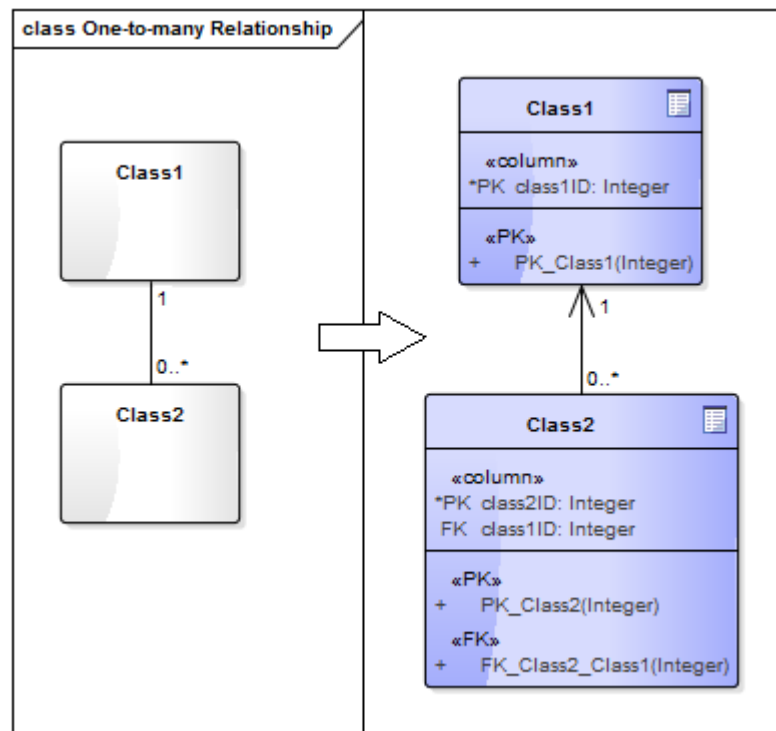 class One-to-many Relationship
Class1
1
0..*
Class2
Class1
«column»
*PK class1ID: Integer
«PK»
+ PK_Class1(Integer)
1
0..*
Class2
«column»
*PK class2ID: Integer
FK class1ID: Integer
«PK»
+ PK_Class2(Integer)
«FK»
+ FK_Class2_Class1(Integer)